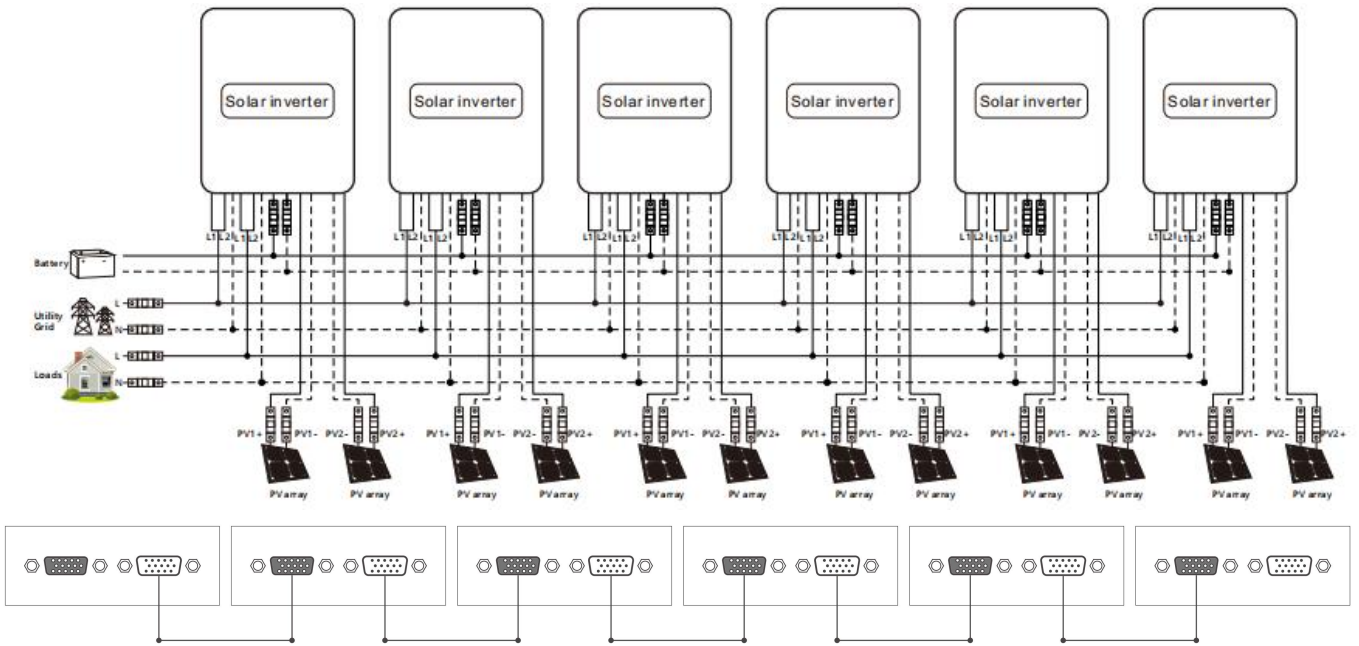 Solar inverter Solar inverter Solar inverter Solar inverter Solar inverter Solar inverter
L1 L2 L1 L2 L1 L2 L1 L2 L1 L2 L1 L2 L1 L2 L1 L2 L1 L2 L1 L2 L1 L2 L1 L2
Battery
L
Utility
Grid
N
L
Loads
N
PV1+ PV1- PV2- PV2+ PV1+ PV1- PV2- PV2+ PV1+ PV1- PV2- PV2+ PV1+ PV1- PV2- PV2+ PV1+ PV1- PV2- PV2+ PV1+ PV1- PV2- PV2+
PV array PV array PV array PV array PV array PV array PV array PV array PV array PV array PV array PV array